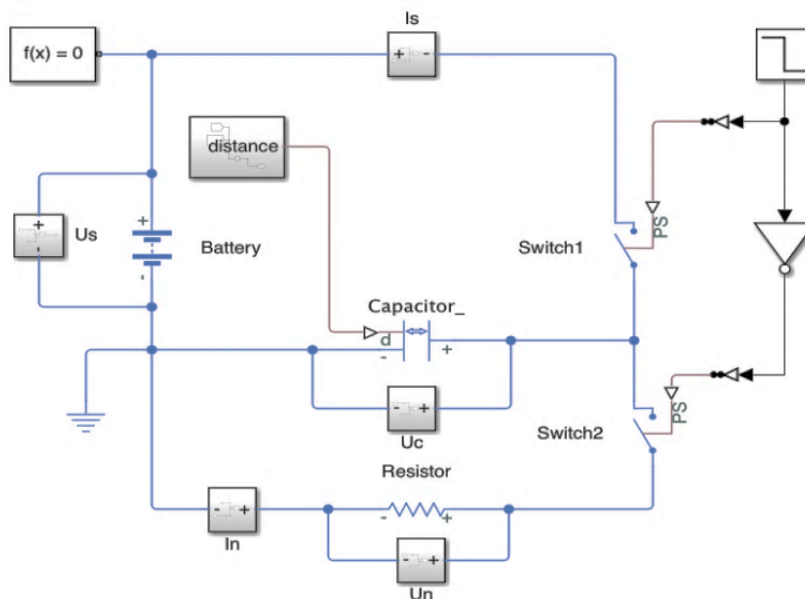 Is
f(x) = 0
distance
PS
+
-
Us
+
-
Battery
Switch1
Capacitor_
d
-
+
- +
Uc
PS
Switch2
Resistor
- +
- +
In
- +
Un
+ -